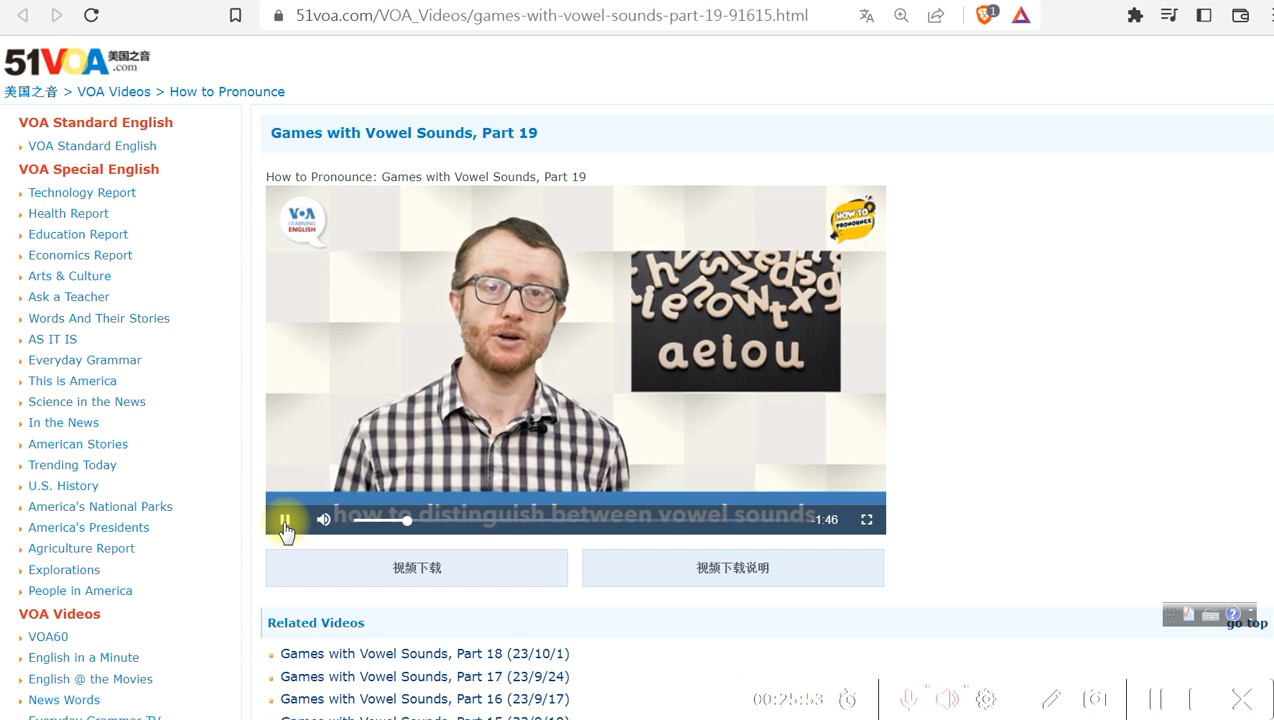 51voa.com/VOA_Videos/games-with-vowel-sounds-part-19-91615.html
1
51VOA 美国之音
.com
美国之音 > VOA Videos > How to Pronounce
VOA Standard English
VOA Standard English
VOA Special English
Technology Report
Health Report
Education Report
Economics Report
Arts & Culture
Ask a Teacher
Words And Their Stories
AS IT IS
Everyday Grammar
This is America
Science in the News
In the News
American Stories
Trending Today
U.S. History
America's National Parks
America's Presidents
Agriculture Report
Explorations
People in America
VOA Videos
VOA60
English in a Minute
English @ the Movies
News Words
Everyday Grammar TV
Games with Vowel Sounds, Part 19
How to Pronounce: Games with Vowel Sounds, Part 19
VOA
LEARNING
ENGLISH
HOW TO
PRONOUNCE
aeiou
how to distinguish between vowel sounds
-1:46
视频下载
视频下载说明
Related Videos
go top
Games with Vowel Sounds, Part 18 (23/10/1)
Games with Vowel Sounds, Part 17 (23/9/24)
Games with Vowel Sounds, Part 16 (23/9/17)
00:25:53